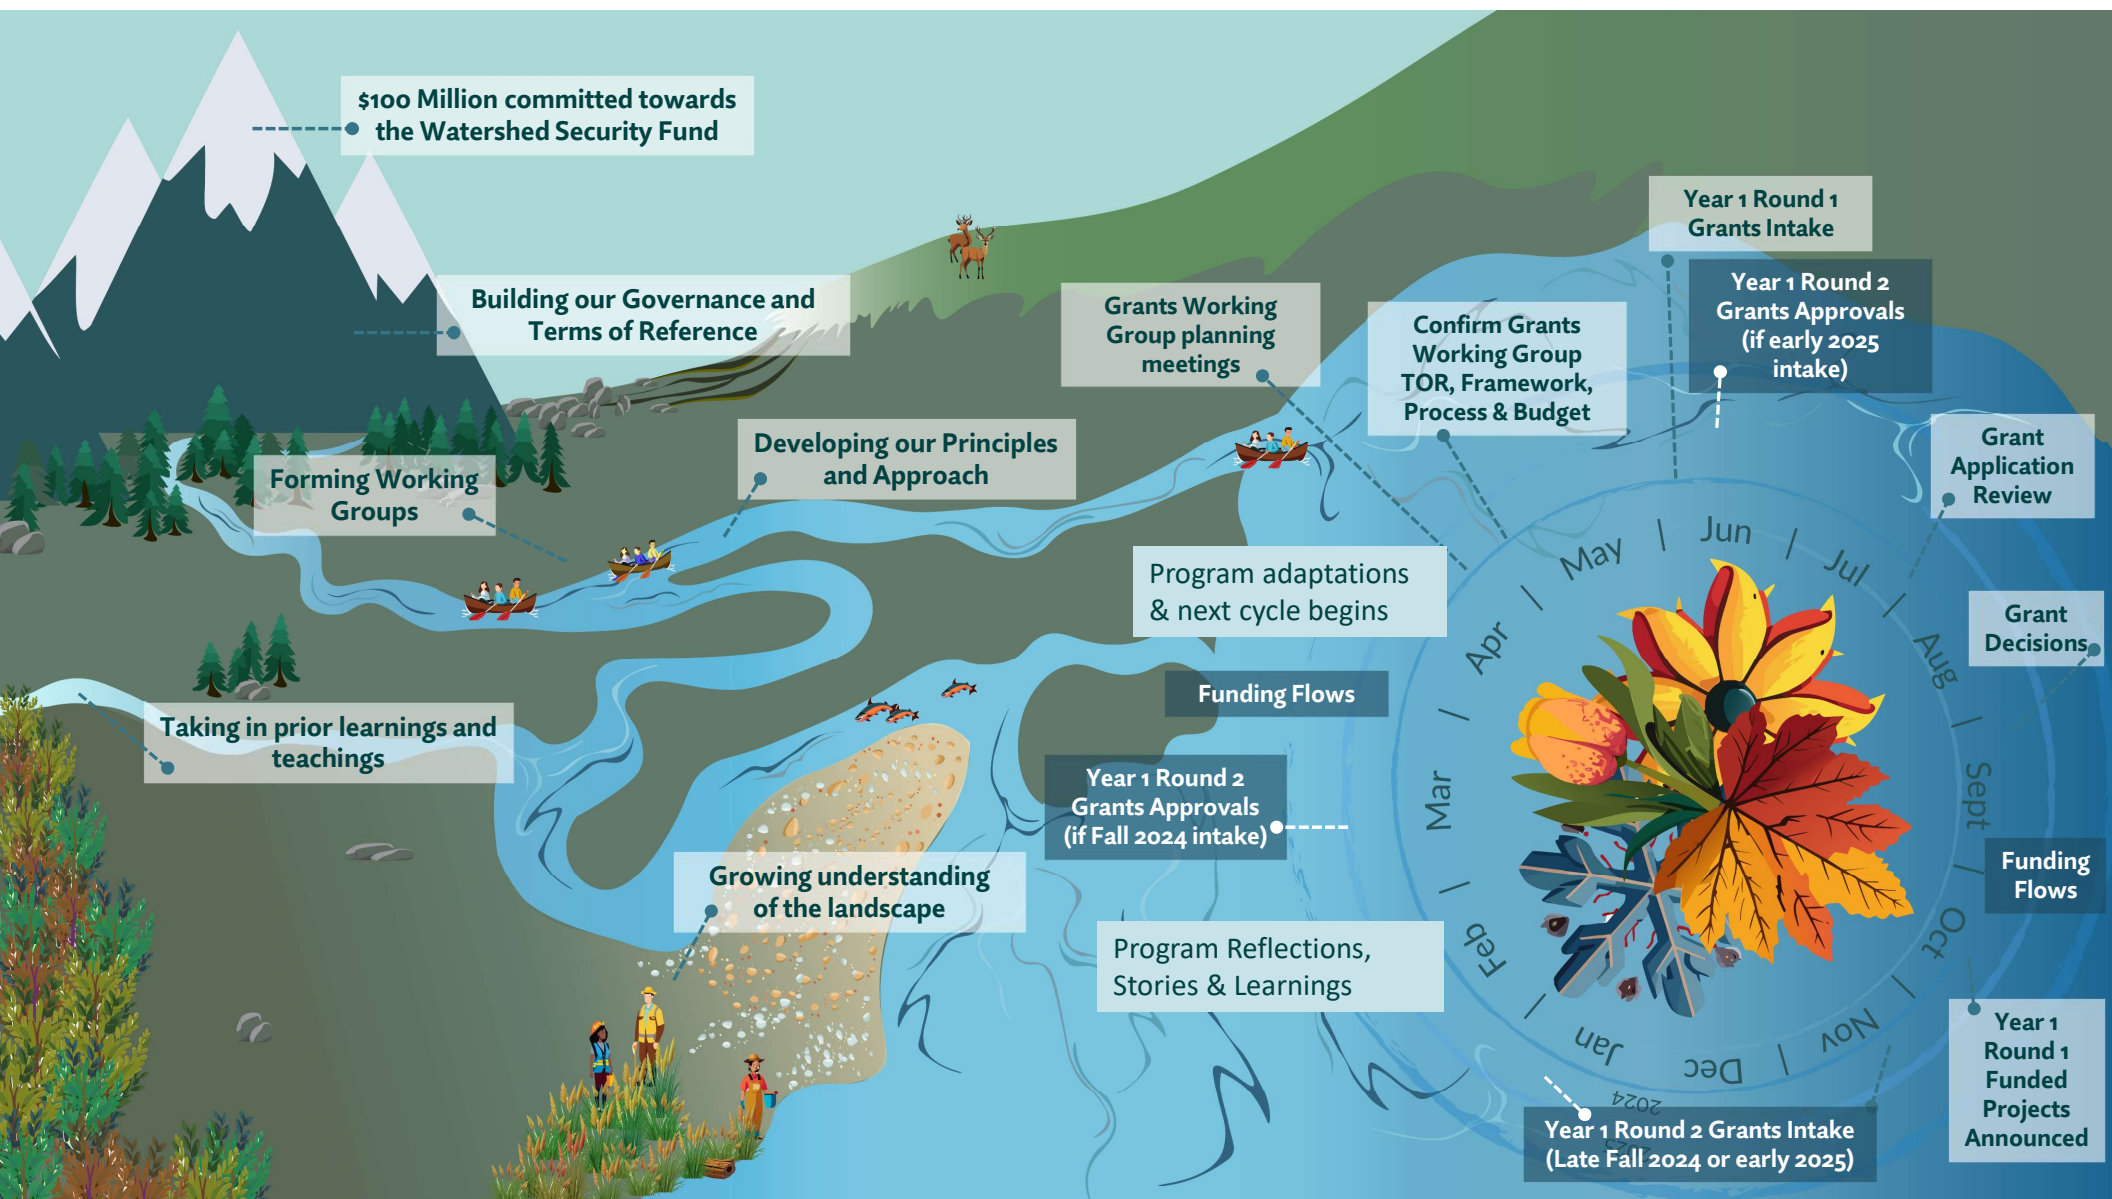 $100 Million committed towards
the Watershed Security Fund
Building our Governance and
Terms of Reference
Forming Working
Groups
Developing our Principles
and Approach
Taking in prior learnings and
teachings
Growing understanding
of the landscape
Grants Working
Group planning
meetings
Confirm Grants
Working Group
TOR, Framework,
Process & Budget
Year 1 Round 1
Grants Intake
Year 1 Round 2
Grants Approvals
(if early 2025
intake)
Grant
Application
Review
Grant
Decisions
Funding
Flows
Year 1
Round 1
Funded
Projects
Announced
Year 1 Round 2 Grants Intake
(Late Fall 2024 or early 2025)
Program Reflections,
Stories & Learnings
Year 1 Round 2
Grants Approvals
(if Fall 2024 intake)
Funding Flows
Program adaptations
& next cycle begins
Jan
Feb
Mar
Apr
May
Jun
Jul
Aug
Sept
Oct
Nov
Dec
2024
2025